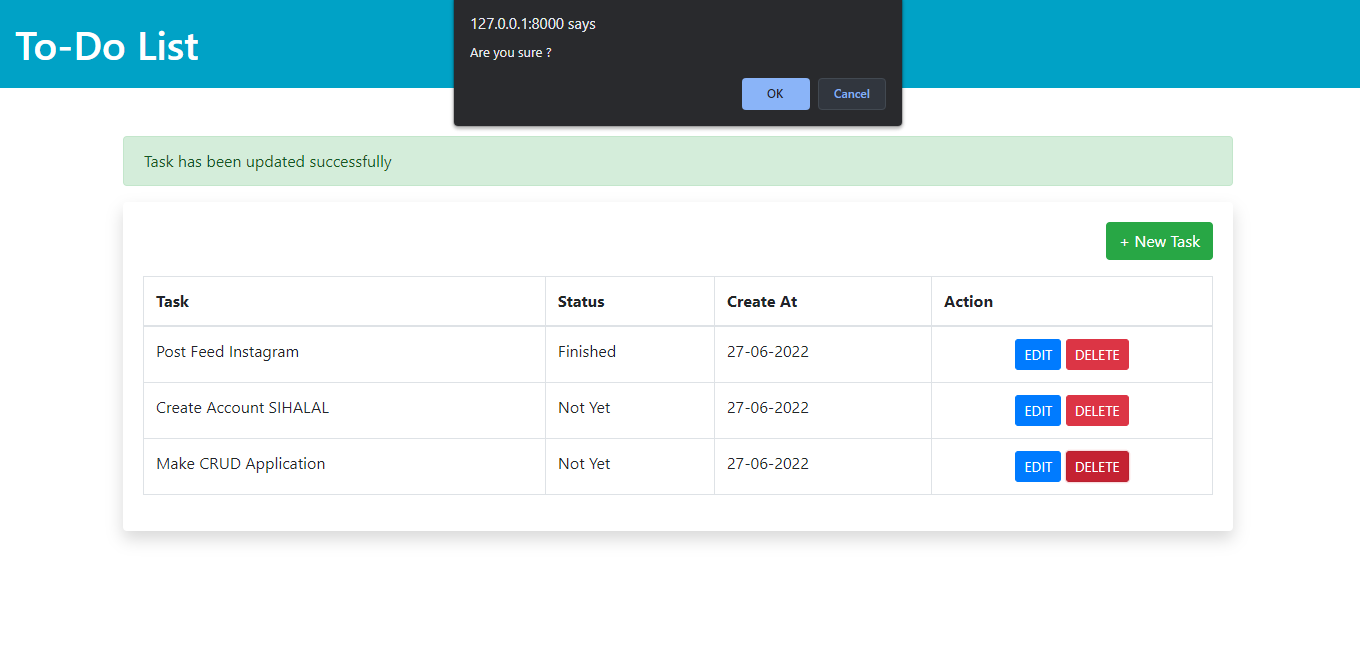 To-Do List
127.0.0.1:8000 says
Are you sure ?
OK Cancel
Task has been updated successfully
+ New Task
Task Status Create At Action
Post Feed Instagram Finished 27-06-2022 EDIT DELETE
Create Account SIHALAL Not Yet 27-06-2022 EDIT DELETE
Make CRUD Application Not Yet 27-06-2022 EDIT DELETE